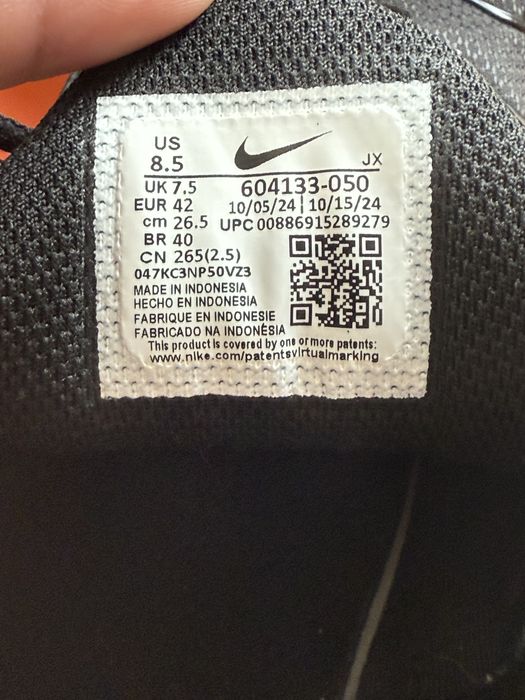 US
8.5
JX
UK 7.5 604133-050
EUR 42 10/05/24 | 10/15/24
cm 26.5 UPC 00886915289279
BR 40
CN 265(2.5)
047KC3NP50VZ3
MADE IN INDONESIA
HECHO EN INDONESIA
FABRIQUE EN INDONESIE
FABRICADO NA INDONÉSIA
This product is covered by one or more patents:
www.nike.com/patentsvirtualmarking